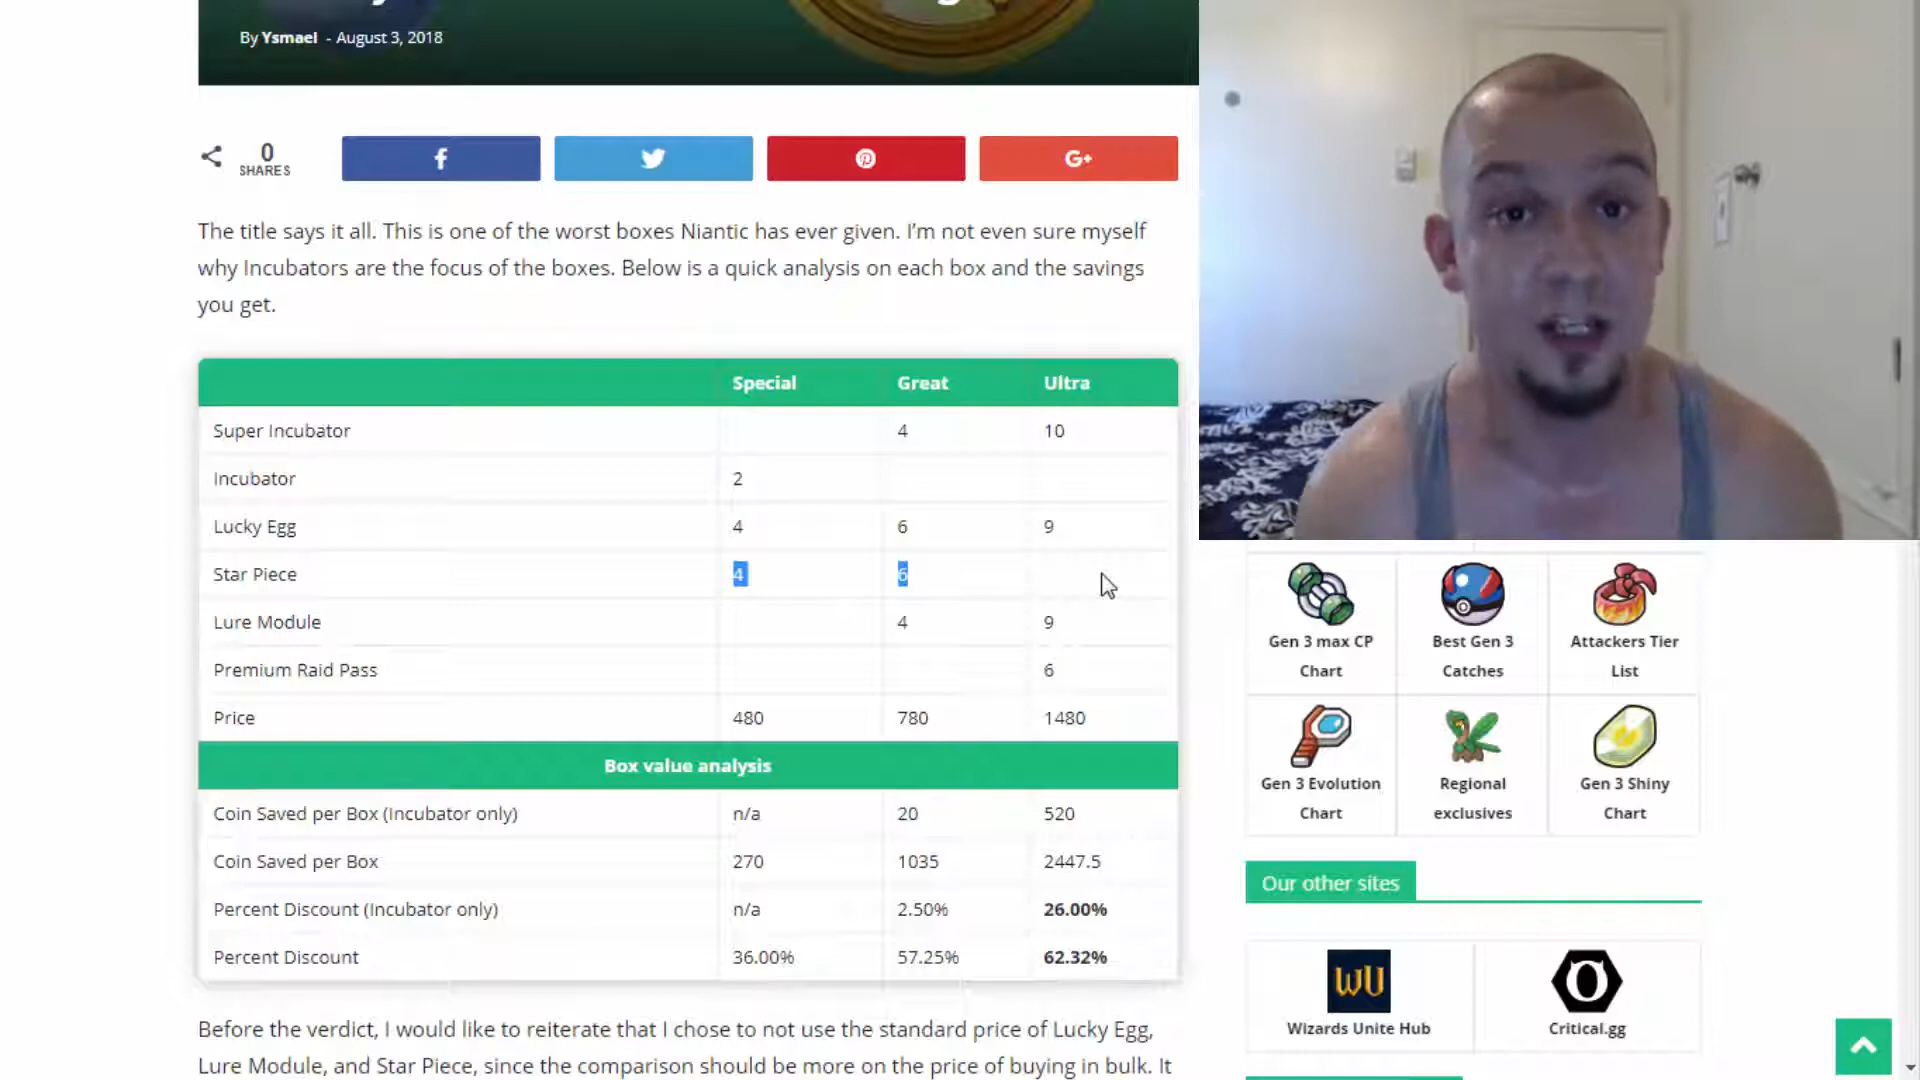 By Ysmael - August 3, 2018
0
SHARES
f
G+
The title says it all. This is one of the worst boxes Niantic has ever given. I'm not even sure myself
why Incubators are the focus of the boxes. Below is a quick analysis on each box and the savings
you get.
Special Great Ultra
Super Incubator 4 10
Incubator 2
Lucky Egg 4 6 9
Star Piece 4 6
Lure Module 4 9
Premium Raid Pass 6
Price 480 780 1480
Box value analysis
Coin Saved per Box (Incubator only) n/a 20 520
Coin Saved per Box 270 1035 2447.5
Percent Discount (Incubator only) n/a 2.50% 26.00%
Percent Discount 36.00% 57.25% 62.32%
Before the verdict, I would like to reiterate that I chose to not use the standard price of Lucky Egg,
Lure Module, and Star Piece, since the comparison should be more on the price of buying in bulk. It
Gen 3 max CP
Chart
Best Gen 3
Catches
Attackers Tier
List
Gen 3 Evolution
Chart
Regional
exclusives
Gen 3 Shiny
Chart
Our other sites
WU
Wizards Unite Hub
Critical.gg